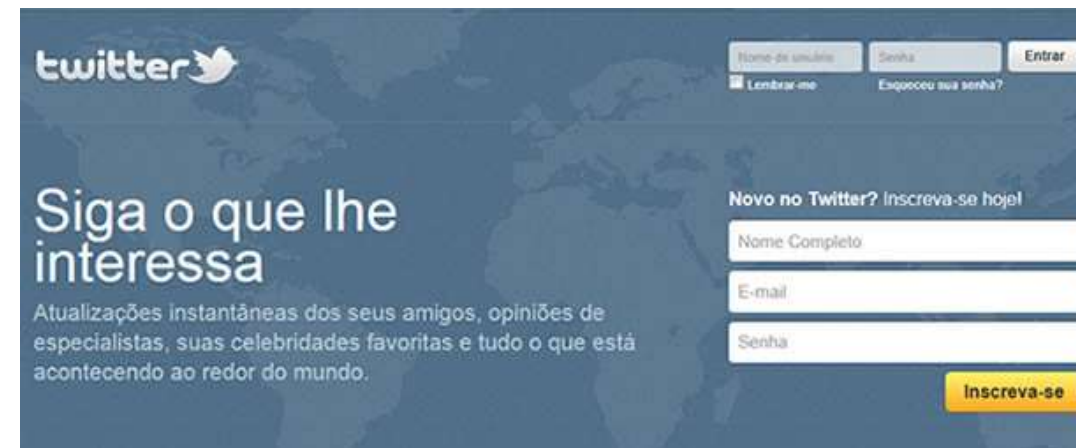 twitter
Nome de usuário Senha Entrar
Lembrar-me Esqueceu sua senha?
Siga o que lhe
interessa
Atualizações instantâneas dos seus amigos, opiniões de
especialistas, suas celebridades favoritas e tudo o que está
acontecendo ao redor do mundo.
Novo no Twitter? Inscreva-se hoje!
Nome Completo
E-mail
Senha
Inscreva-se